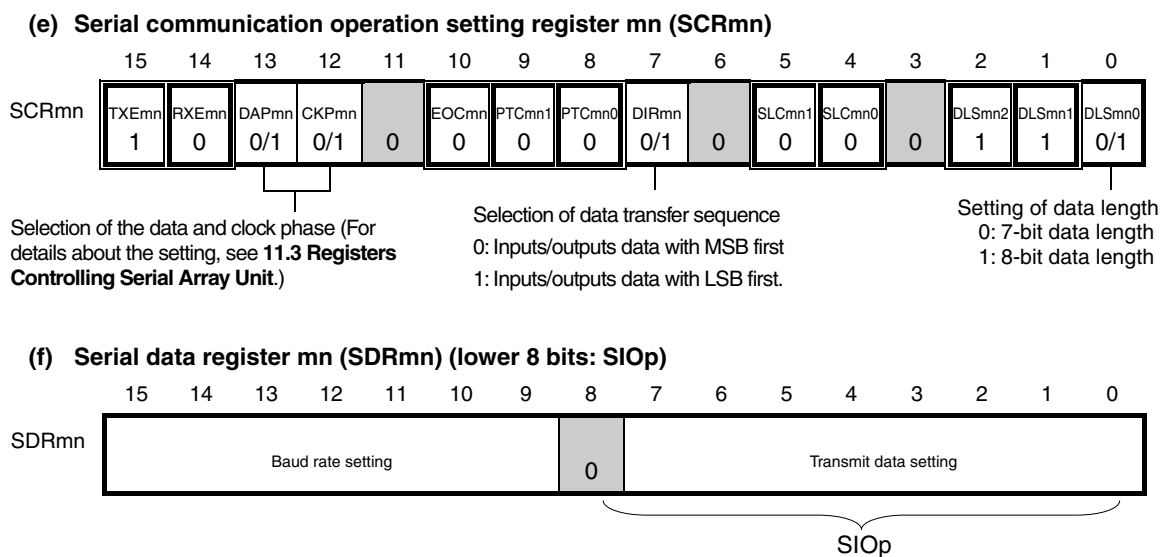 (e) Serial communication operation setting register mn (SCRmn)
15 14 13 12 11 10 9 8 7 6 5 4 3 2 1 0
SCRmn
TXEmn RXEmn DAPmn CKPmn EOCmn PTCmn1 PTCmn0 DIRmn SLCmn1 SLCmn0 DLSmn2 DLSmn1 DLSmn0
1 0 0/1 0/1 0 0 0 0 0/1 0 0 0 0 1 1 0/1
Selection of the data and clock phase (For
details about the setting, see 11.3 Registers
Controlling Serial Array Unit.)
Selection of data transfer sequence
0: Inputs/outputs data with MSB first
1: Inputs/outputs data with LSB first.
Setting of data length
0: 7-bit data length
1: 8-bit data length
(f) Serial data register mn (SDRmn) (lower 8 bits: SIOp)
15 14 13 12 11 10 9 8 7 6 5 4 3 2 1 0
SDRmn
Baud rate setting 0 Transmit data setting
SIOp